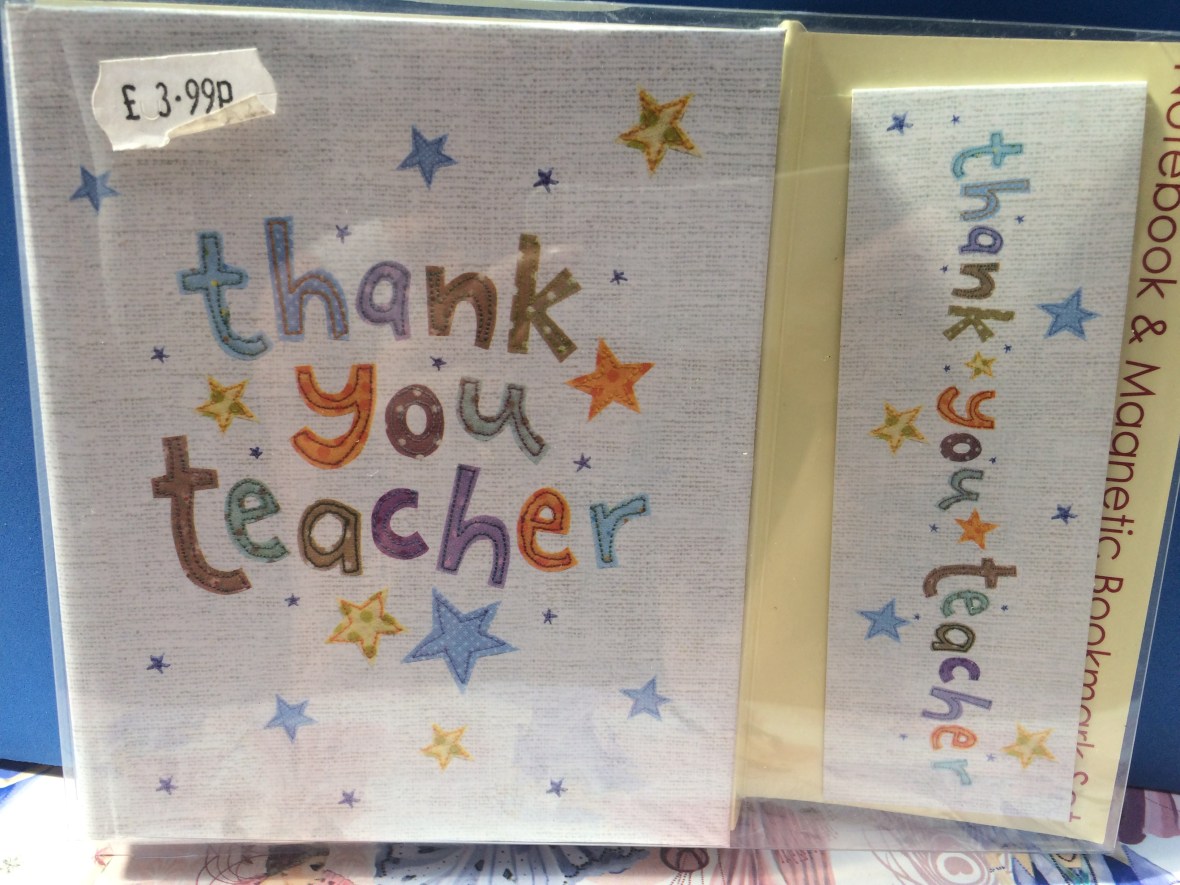 £ 3.99p
thank
you
teacher
thank you teacher
Notebook & Magnetic Bookmark Set